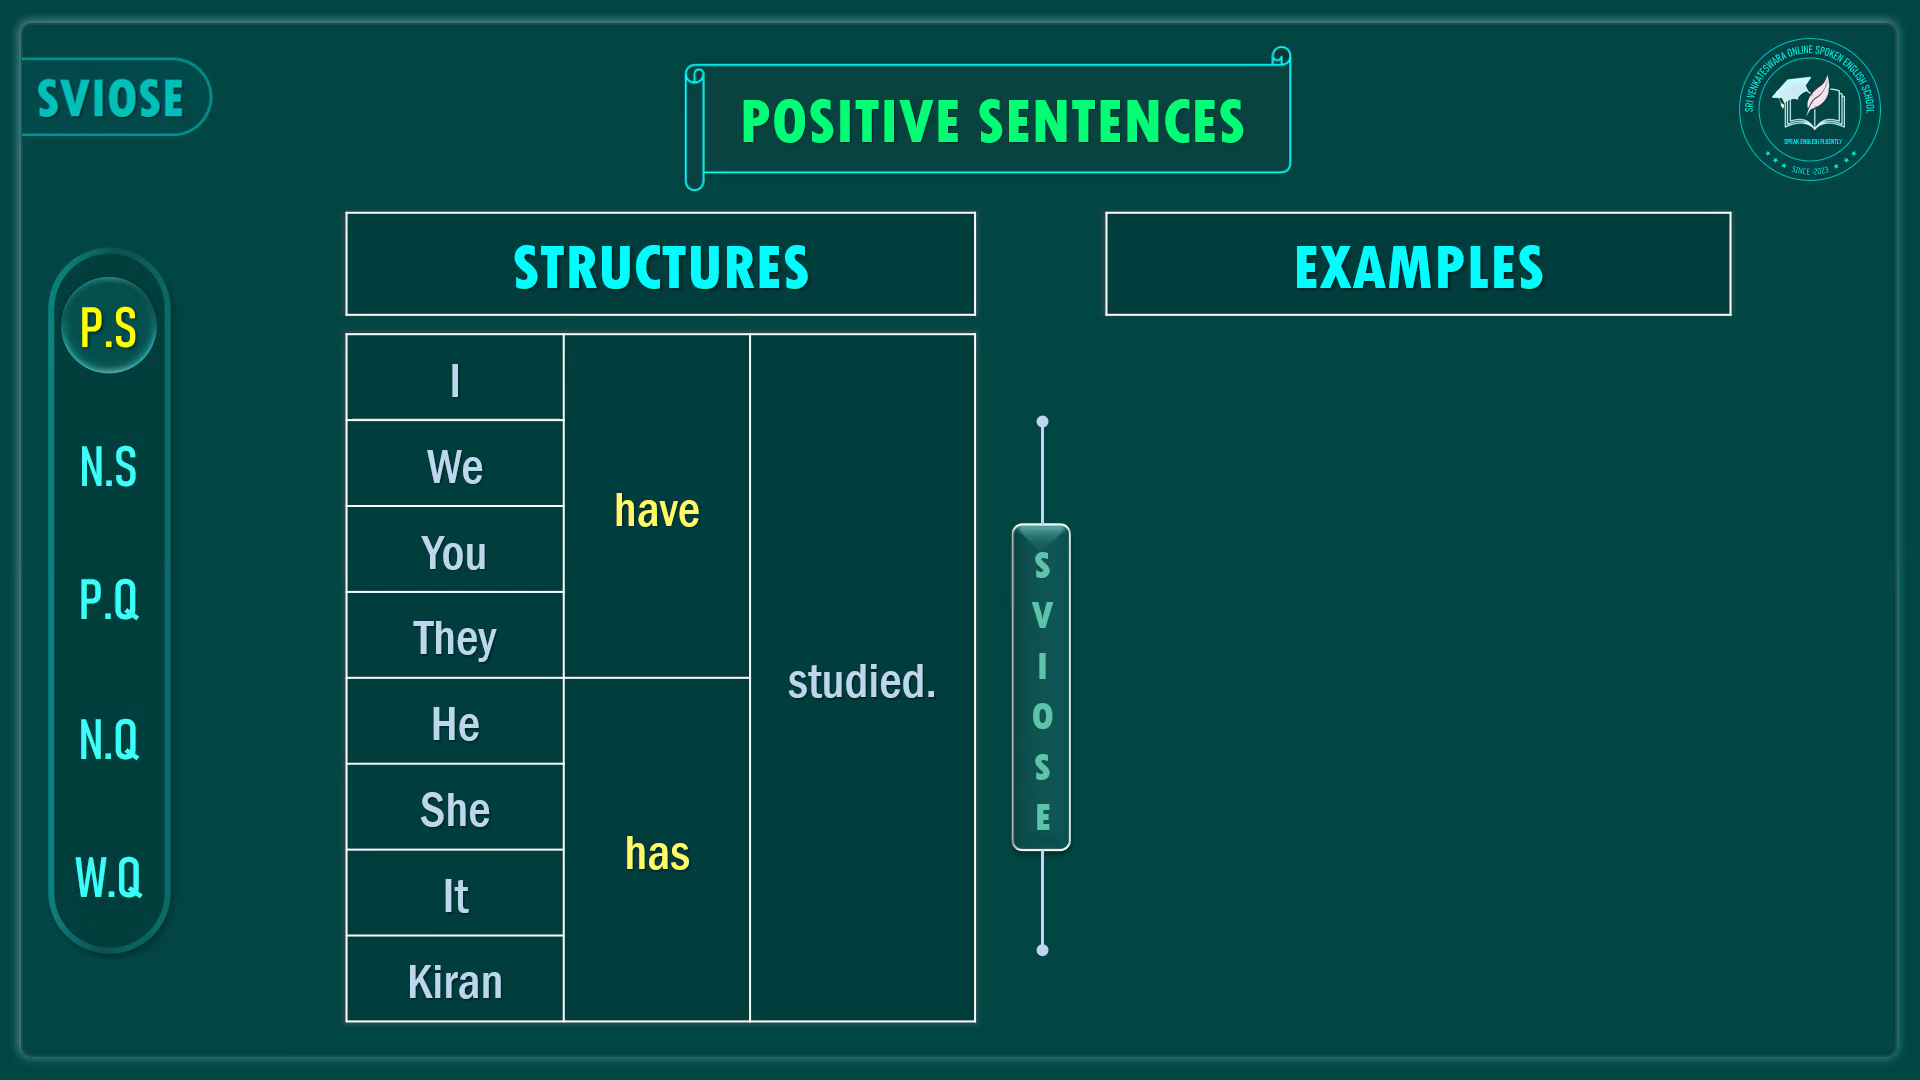 SVIOSE
POSITIVE SENTENCES
SRI VENKATESWARA ONLINE SPOKEN ENGLISH SCHOOL
SPEAK ENGLISH FLUENTLY
SINCE -2023
P.S
N.S
P.Q
N.Q
W.Q
STRUCTURES
I
We
You
They
He
She
It
Kiran
have
has
studied.
S
V
I
O
S
E
EXAMPLES